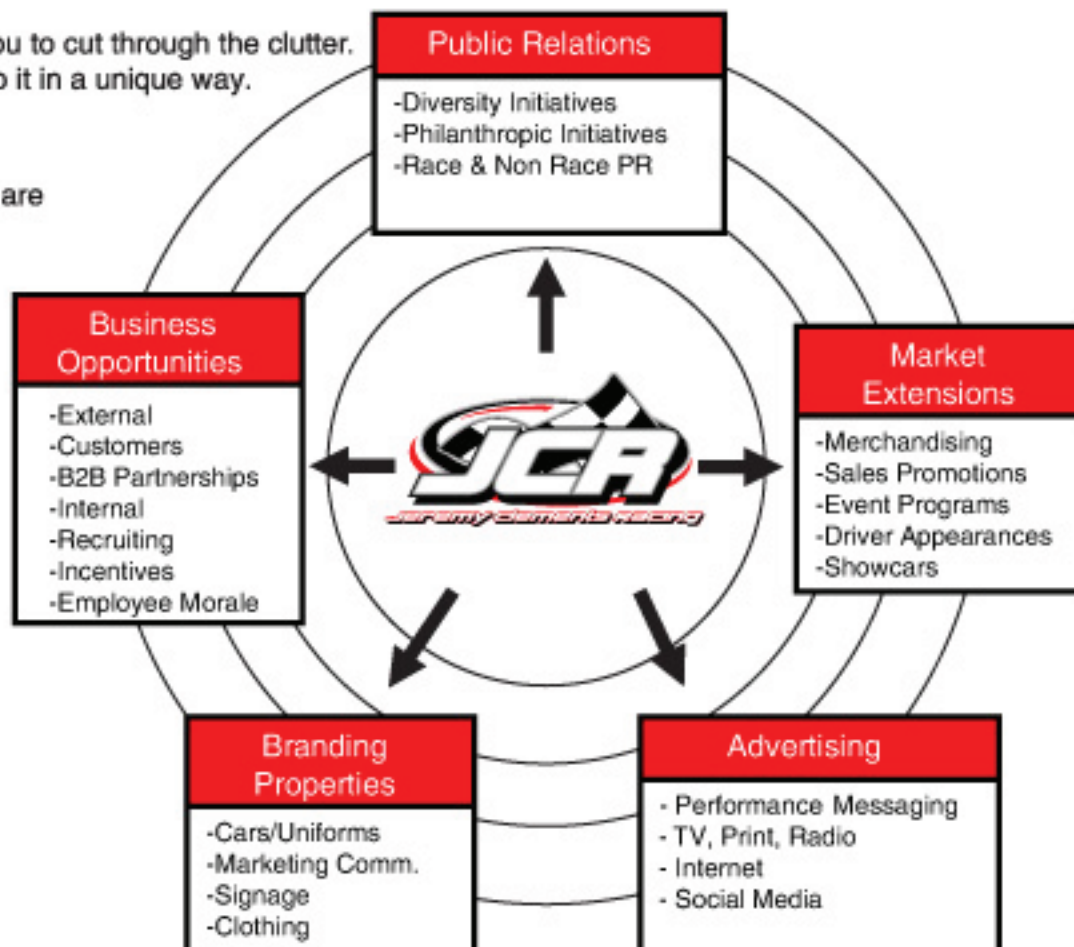 ou to cut through the clutter.
o it in a unique way.
are
Public Relations
-Diversity Initiatives
-Philanthropic Initiatives
-Race & Non Race PR
Business
Opportunities
-External
-Customers
-B2B Partnerships
-Internal
-Recruiting
-Incentives
-Employee Morale
JCR
Jeremy Clements Racing
Market
Extensions
-Merchandising
-Sales Promotions
-Event Programs
-Driver Appearances
-Showcars
Branding
Properties
-Cars/Uniforms
-Marketing Comm.
-Signage
-Clothing
Advertising
- Performance Messaging
- TV, Print, Radio
- Internet
- Social Media